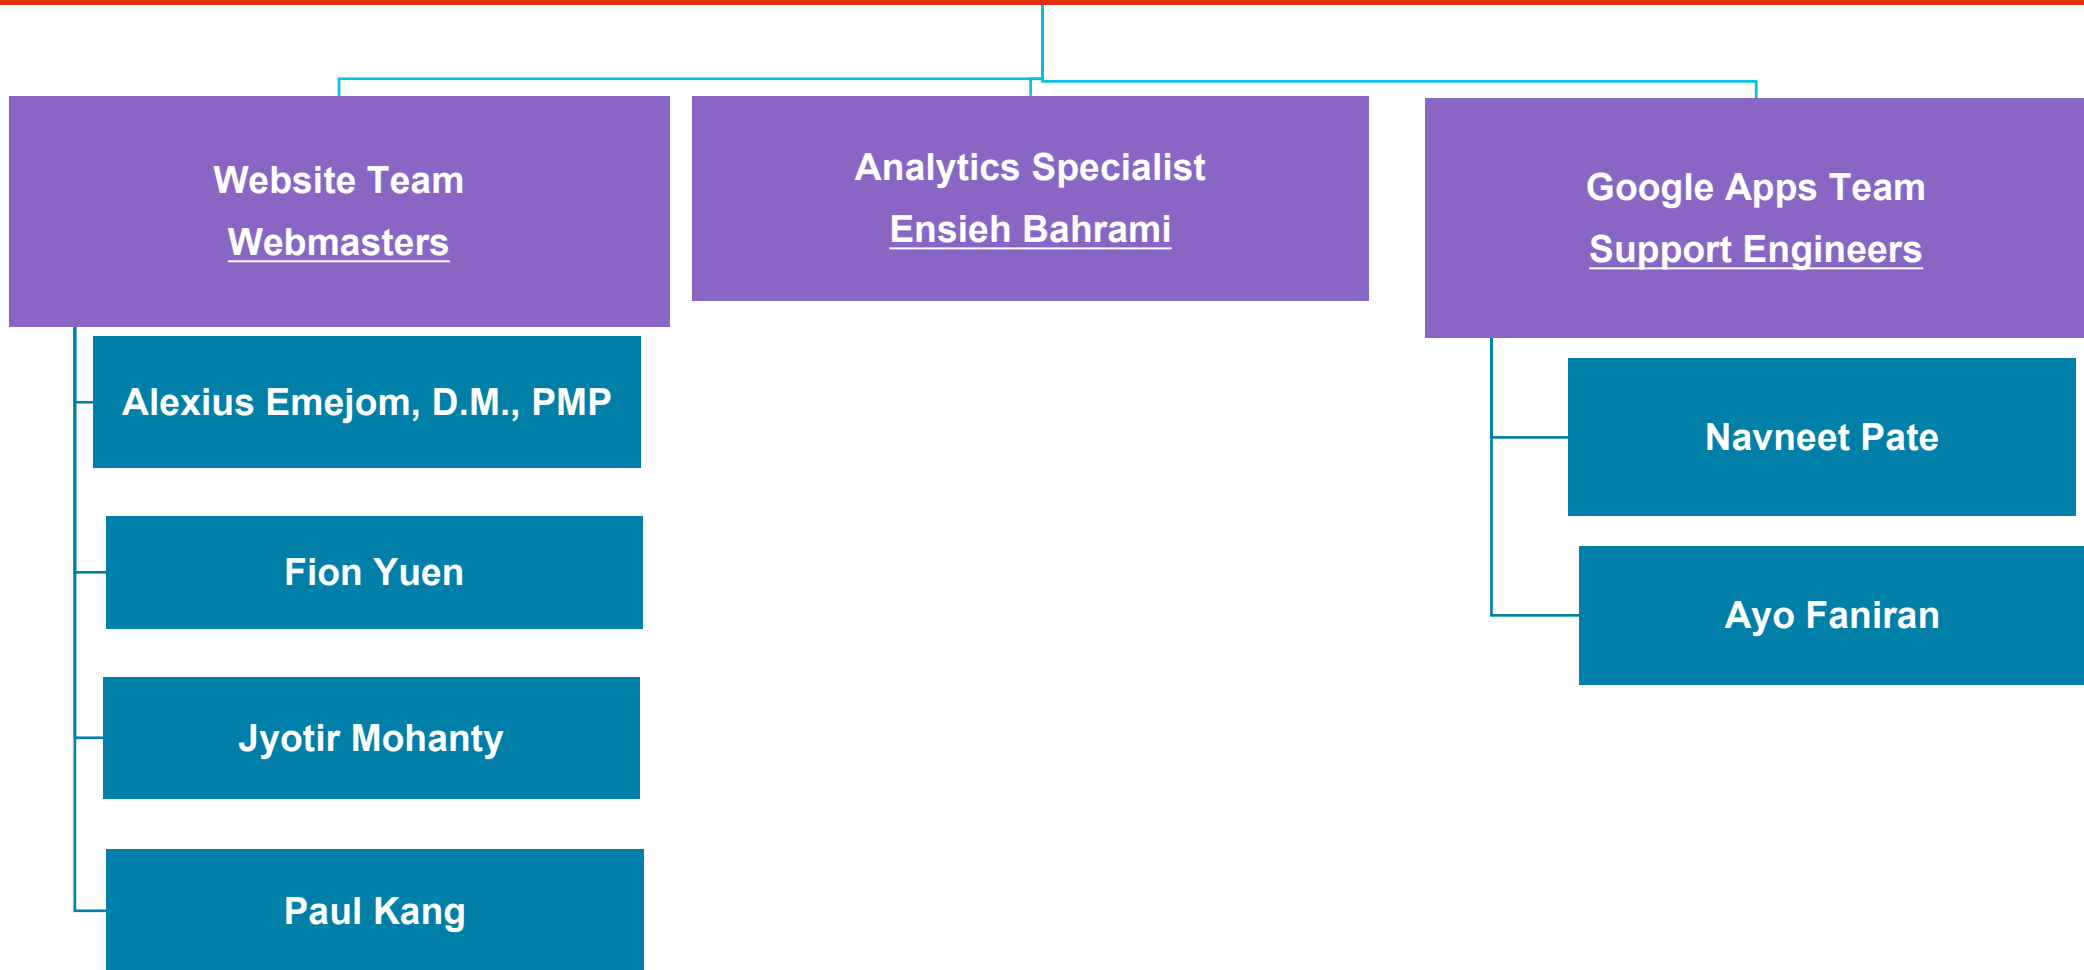 Website Team
Webmasters
Analytics Specialist
Ensieh Bahrami
Google Apps Team
Support Engineers
Alexius Emejom, D.M., PMP
Fion Yuen
Jyotir Mohanty
Paul Kang
Navneet Pate
Ayo Faniran